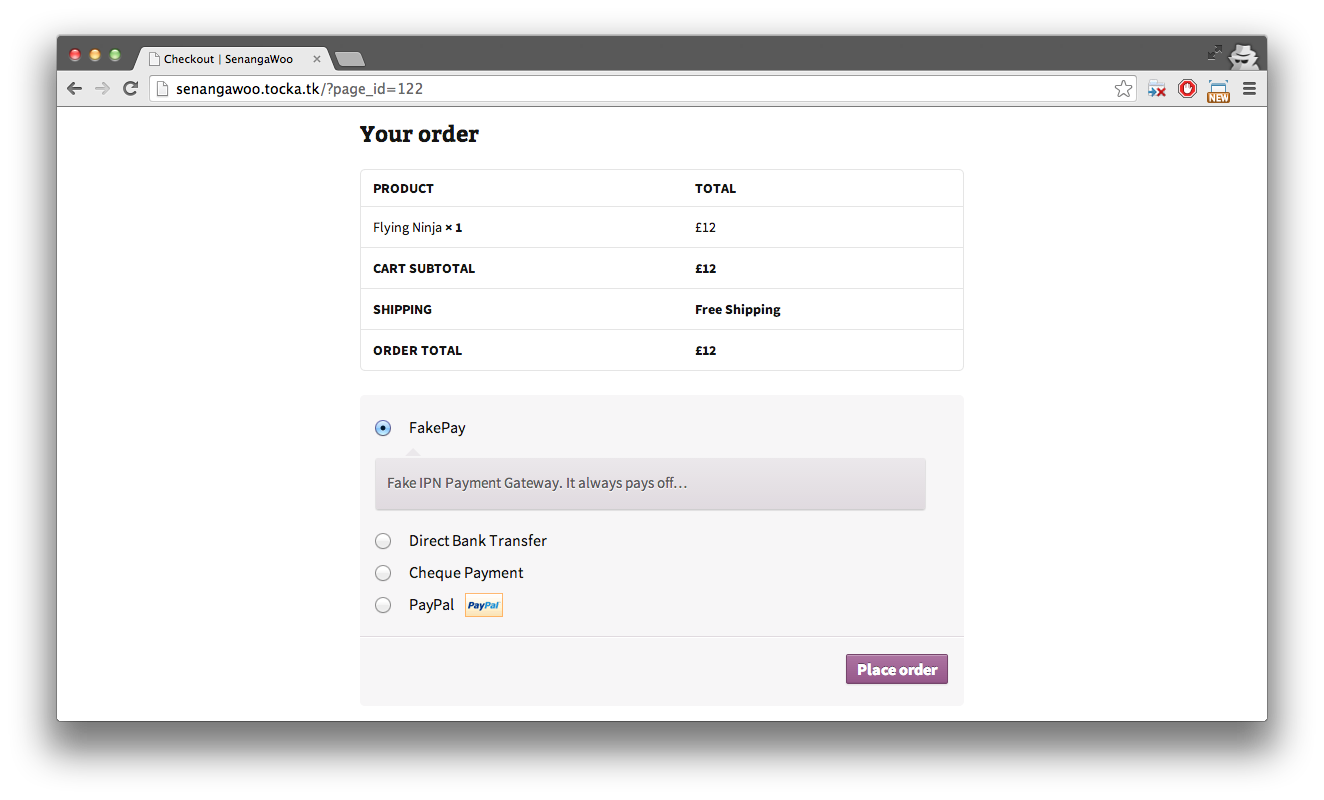 Checkout | SenangaWoo
senangawoo.tocka.tk/?page_id=122
NEW
Your order
PRODUCT TOTAL
Flying Ninja × 1 £12
CART SUBTOTAL £12
SHIPPING Free Shipping
ORDER TOTAL £12
FakePay
Fake IPN Payment Gateway. It always pays off…
Direct Bank Transfer
Cheque Payment
PayPal PayPal
Place order